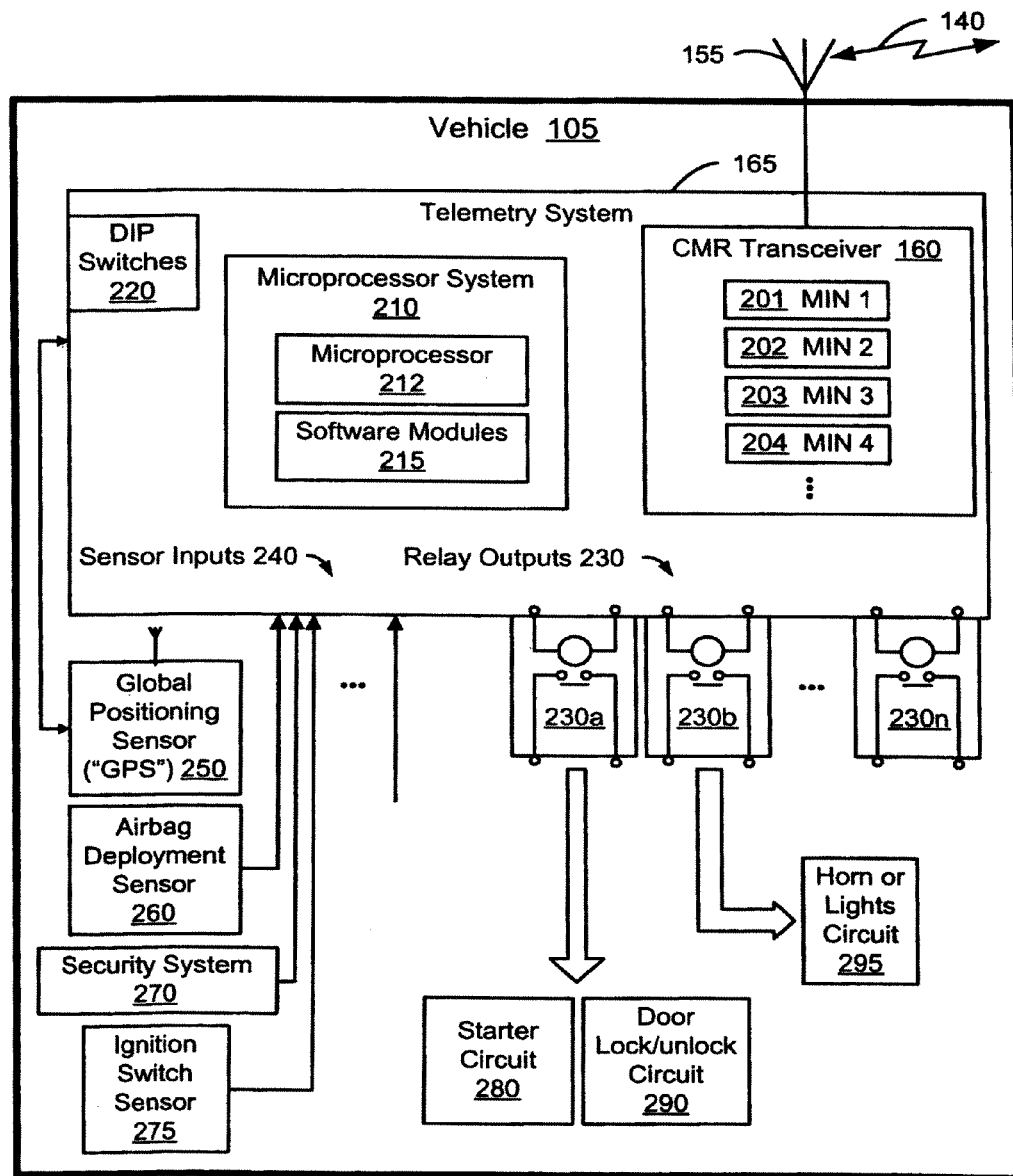 140
155
Vehicle 105
165
Telemetry System
DIP
Switches
220
CMR Transceiver 160
201 MIN 1
202 MIN 2
203 MIN 3
204 MIN 4
Microprocessor System
210
Microprocessor
212
Software Modules
215
Sensor Inputs 240
Relay Outputs 230
230a
230b
230n
Global
Positioning
Sensor
("GPS") 250
Airbag
Deployment
Sensor
260
Security System
270
Ignition
Switch
Sensor
275
Starter
Circuit
280
Door
Lock/unlock
Circuit
290
Horn or
Lights
Circuit
295